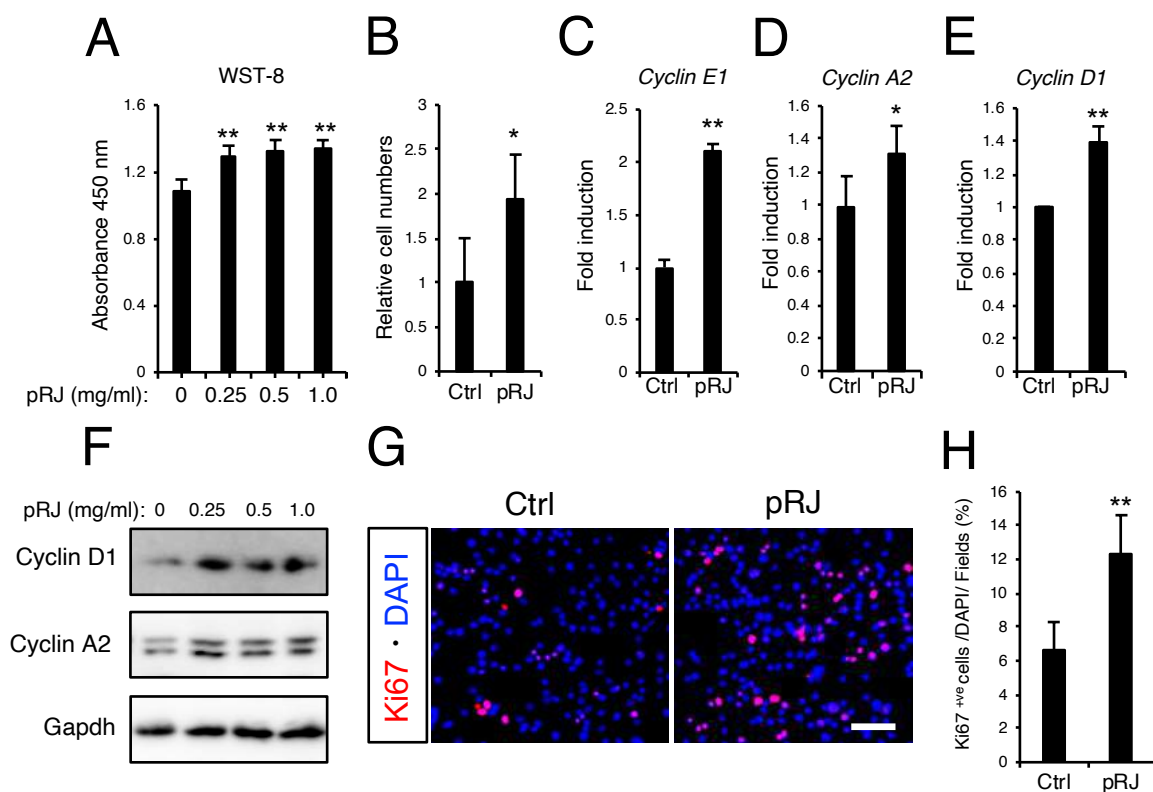 A
WST-8
Absorbance 450 nm
1.6
1.2
0.8
0.4
0
** ** **
pRJ (mg/ml): 0 0.25 0.5 1.0
B
Relative cell numbers
3
2.5
2
1.5
1
0.5
0
*
Ctrl pRJ
C
Cyclin E1
Fold induction
2.5
2
1.5
1
0.5
0
**
Ctrl pRJ
D
Cyclin A2
Fold induction
1.6
1.4
1.2
1
0.8
0.6
0.4
0.2
0
*
Ctrl pRJ
E
Cyclin D1
Fold induction
1.6
1.4
1.2
1
0.8
0.6
0.4
0.2
0
**
Ctrl pRJ
F
pRJ (mg/ml): 0 0.25 0.5 1.0
Cyclin D1
Cyclin A2
Gapdh
G
Ctrl pRJ
Ki67 · DAPI
H
Ki67 +ve cells /DAPI/ Fields (%)
16
14
12
10
8
6
4
2
0
**
Ctrl pRJ